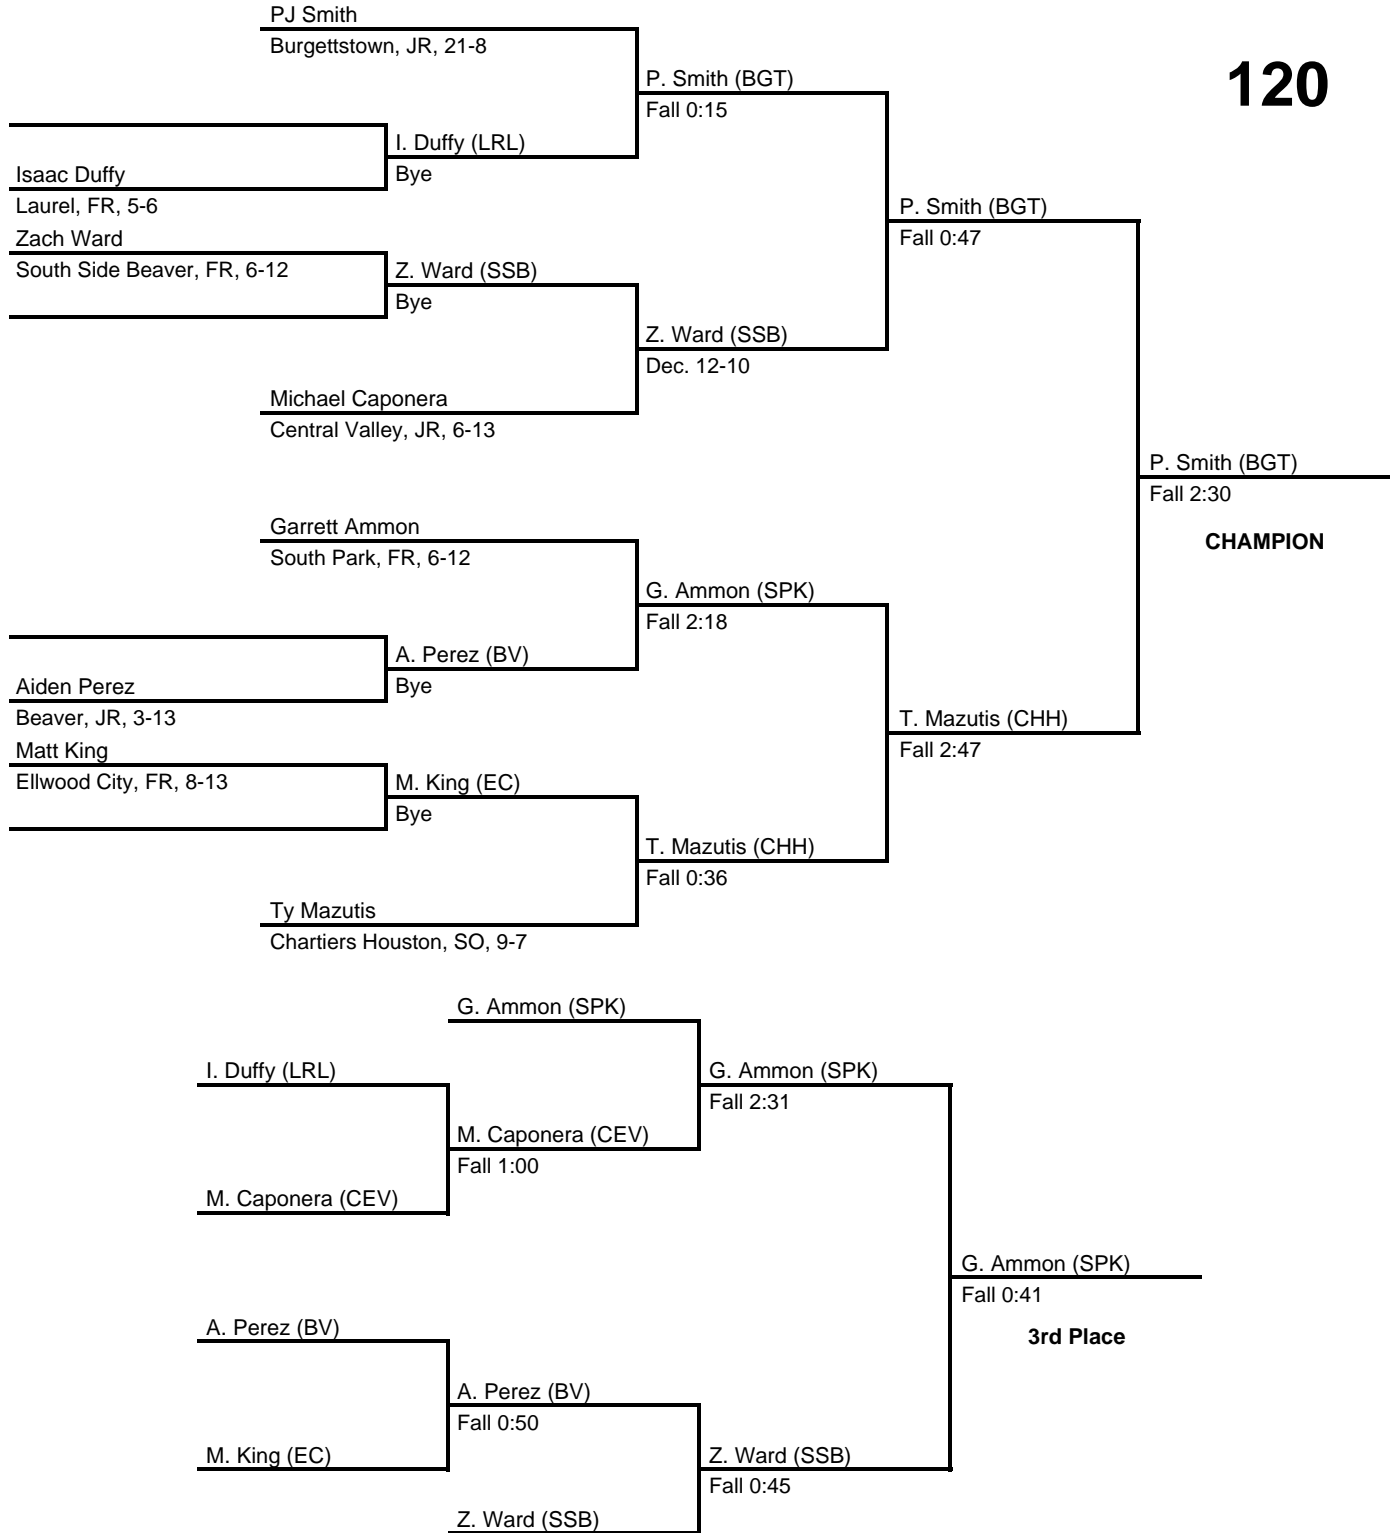 PJ Smith
Burgettstown, JR, 21-8
120
P. Smith (BGT)
Fall 0:15
I. Duffy (LRL)
Bye
Isaac Duffy
Laurel, FR, 5-6
P. Smith (BGT)
Fall 0:47
Zach Ward
South Side Beaver, FR, 6-12
Z. Ward (SSB)
Bye
Z. Ward (SSB)
Dec. 12-10
Michael Caponera
Central Valley, JR, 6-13
P. Smith (BGT)
Fall 2:30
CHAMPION
Garrett Ammon
South Park, FR, 6-12
G. Ammon (SPK)
Fall 2:18
A. Perez (BV)
Bye
Aiden Perez
Beaver, JR, 3-13
T. Mazutis (CHH)
Fall 2:47
Matt King
Ellwood City, FR, 8-13
M. King (EC)
Bye
T. Mazutis (CHH)
Fall 0:36
Ty Mazutis
Chartiers Houston, SO, 9-7
G. Ammon (SPK)
I. Duffy (LRL)
G. Ammon (SPK)
Fall 2:31
M. Caponera (CEV)
Fall 1:00
M. Caponera (CEV)
G. Ammon (SPK)
Fall 0:41
3rd Place
A. Perez (BV)
A. Perez (BV)
Fall 0:50
M. King (EC)
Z. Ward (SSB)
Fall 0:45
Z. Ward (SSB)